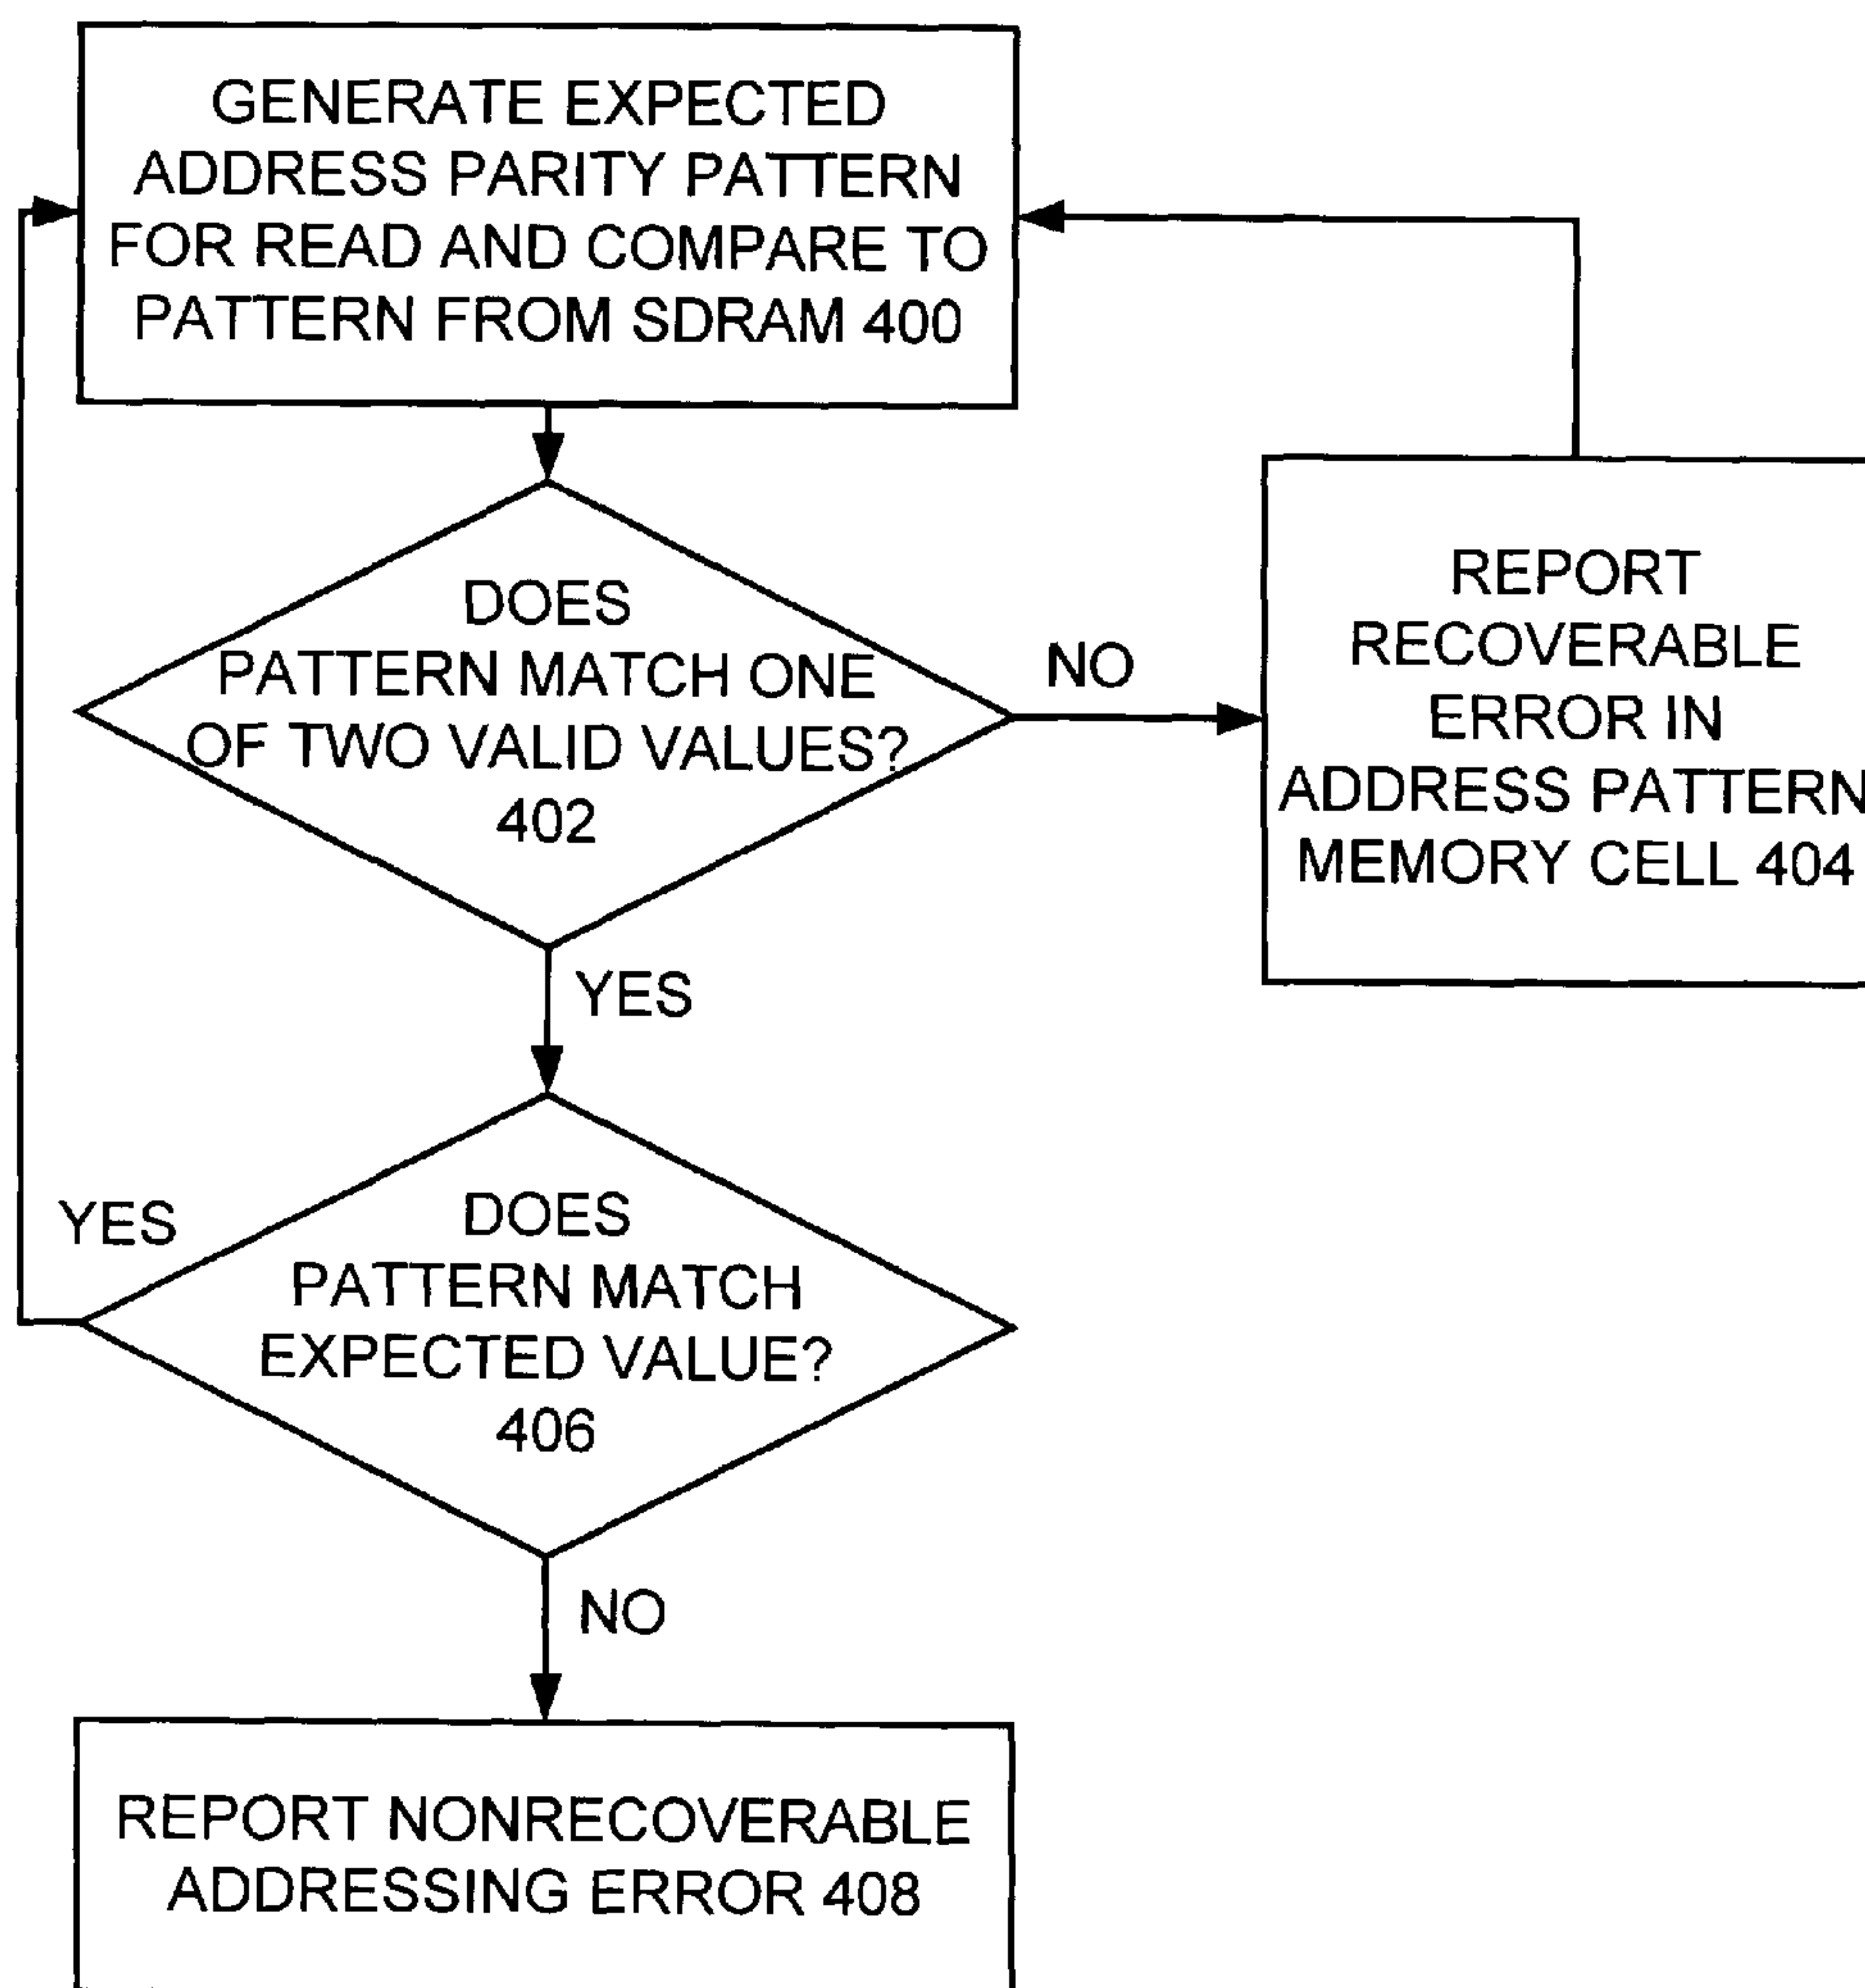 GENERATE EXPECTED
ADDRESS PARITY PATTERN
FOR READ AND COMPARE TO
PATTERN FROM SDRAM 400
DOES
PATTERN MATCH ONE
OF TWO VALID VALUES?
402
NO
REPORT
RECOVERABLE
ERROR IN
ADDRESS PATTERN
MEMORY CELL 404
YES
DOES
PATTERN MATCH
EXPECTED VALUE?
406
YES
NO
REPORT NONRECOVERABLE
ADDRESSING ERROR 408